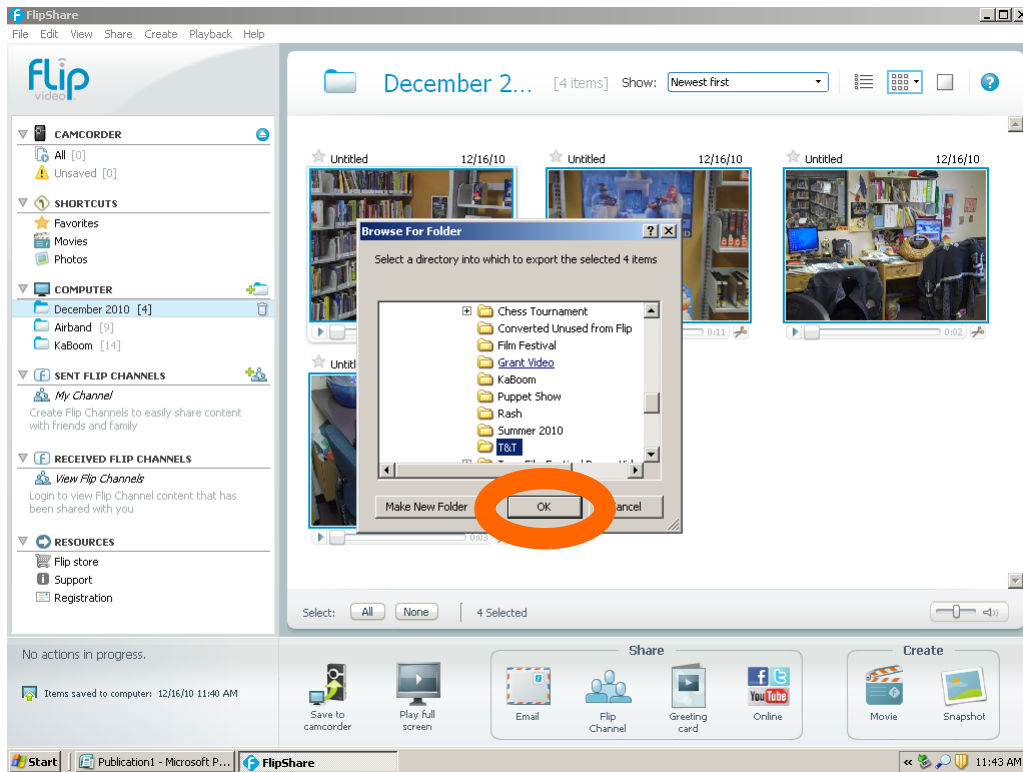 FlipShare
File Edit View Share Create Playback Help
flip
video
CAMCORDER
All [0]
Unsaved [0]
SHORTCUTS
Favorites
Movies
Photos
COMPUTER
December 2010 [4]
Airband [9]
KaBoom [14]
SENT FLIP CHANNELS
My Channel
Create Flip Channels to easily share content
with friends and family
RECEIVED FLIP CHANNELS
View Flip Channels
Login to view Flip Channel content that has
been shared with you
RESOURCES
Flip store
Support
Registration
December 2... [4 items] Show: Newest first
Untitled 12/16/10
Untitled 12/16/10
Untitled 12/16/10
0:11
0:02
0:03
Browse For Folder
Select a directory into which to export the selected 4 items
Chess Tournament
Converted Unused from Flip
Film Festival
Grant Video
KaBoom
Puppet Show
Rash
Summer 2010
T&T
Make New Folder OK ancel
Select: All None 4 Selected
No actions in progress.
Items saved to computer: 12/16/10 11:40 AM
Save to
camcorder
Play full
screen
Share
Email
Flip
Channel
Greeting
card
Online
You Tube
Create
Movie
Snapshot
Start Publication1 - Microsoft P... FlipShare 11:43 AM